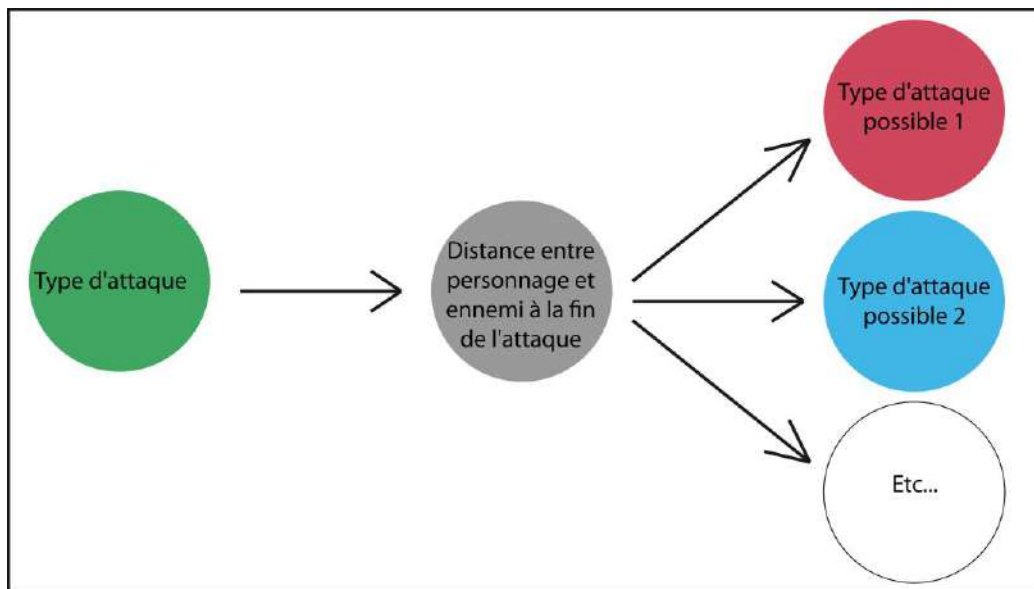 Type d'attaque
Distance entre
personnage et
ennemi à la fin
de l'attaque
Type d'attaque
possible 1
Type d'attaque
possible 2
Etc...